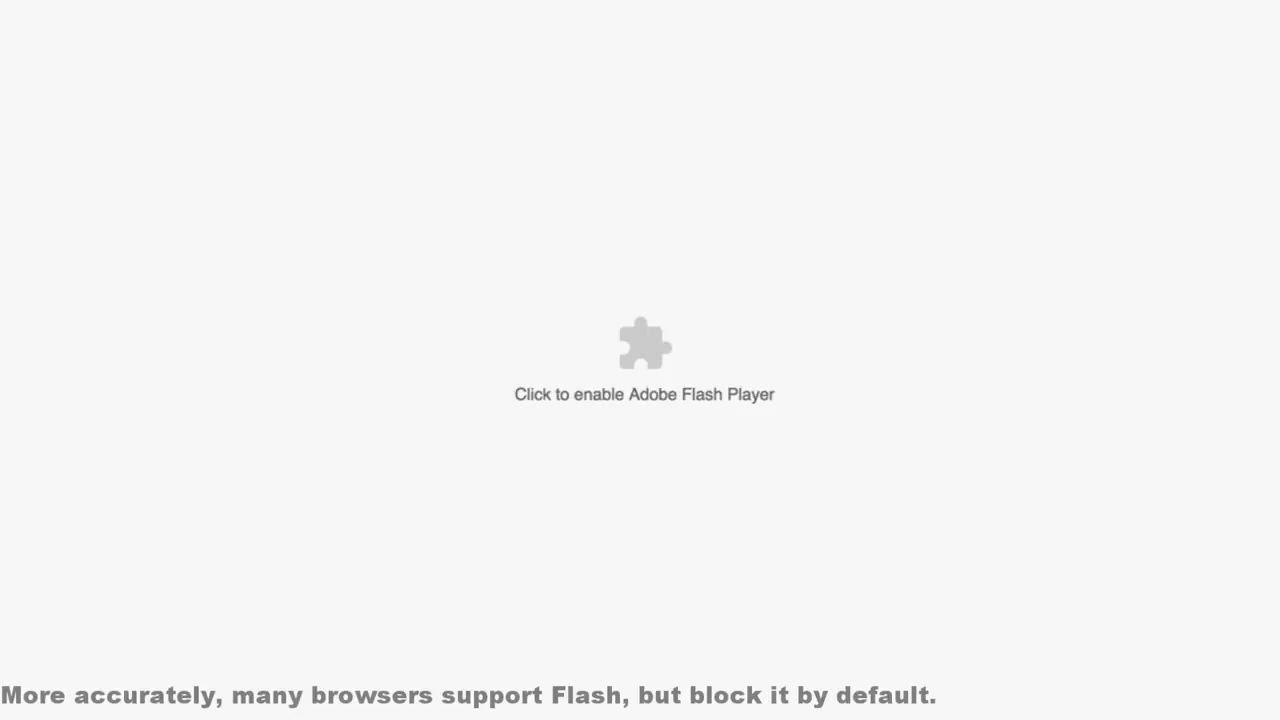 Click to enable Adobe Flash Player
More accurately, many browsers support Flash, but block it by default.